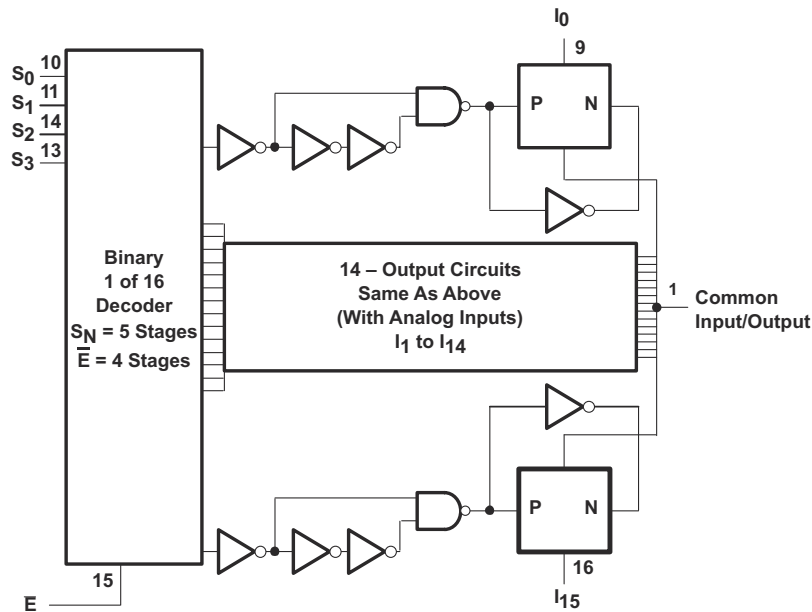 I0
9
10
S0
11
S1
14
S2
13
S3
P N
Binary
1 of 16
Decoder
SN = 5 Stages
E̅ = 4 Stages
14 – Output Circuits
Same As Above
(With Analog Inputs)
I1 to I14
1
Common
Input/Output
P N
15
E̅
16
I15